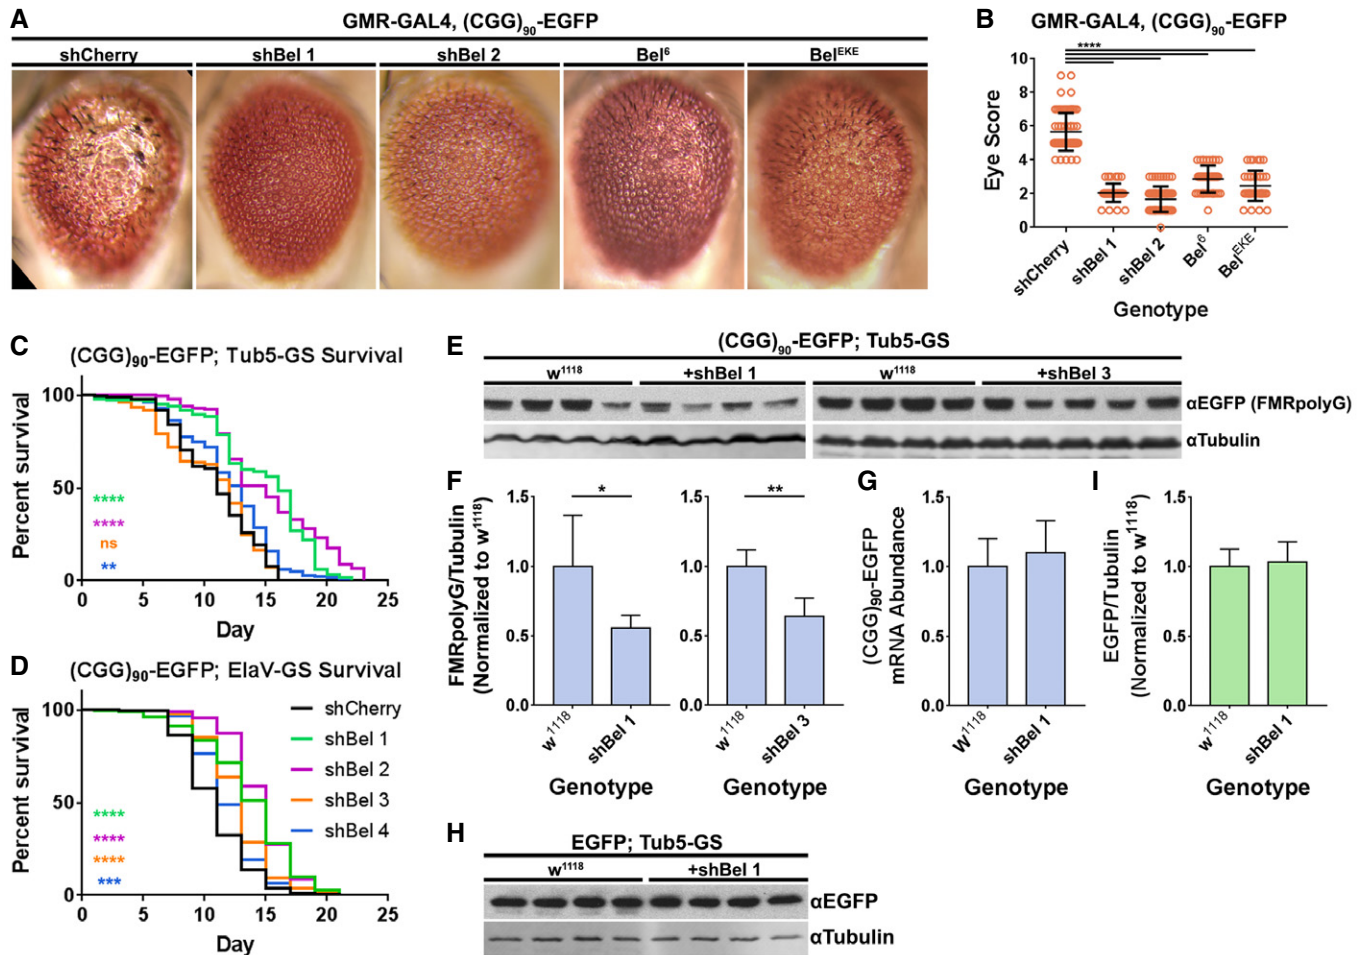 A
GMR-GAL4, (CGG)90-EGFP
shCherry shBel 1 shBel 2 Bel⁶ Bel^EKE
B
GMR-GAL4, (CGG)90-EGFP
****
10
8
6
4
2
0
Eye Score
shCherry shBel 1 shBel 2 Bel⁶ Bel^EKE
Genotype
C
(CGG)90-EGFP; Tub5-GS Survival
Percent survival
100
50
0
****
****
ns
**
0 5 10 15 20 25
Day
D
(CGG)90-EGFP; ElaV-GS Survival
Percent survival
100
50
0
****
****
****
***
shCherry
shBel 1
shBel 2
shBel 3
shBel 4
0 5 10 15 20 25
Day
E
(CGG)90-EGFP; Tub5-GS
w¹¹¹⁸ +shBel 1 w¹¹¹⁸ +shBel 3
αEGFP (FMRpolyG)
αTubulin
F
FMRpolyG/Tubulin
(Normalized to w¹¹¹⁸)
1.5
1.0
0.5
0.0
*
w¹¹¹⁸ shBel 1
Genotype
1.5
1.0
0.5
0.0
**
w¹¹¹⁸ shBel 3
Genotype
G
(CGG)90-EGFP
mRNA Abundance
1.5
1.0
0.5
0.0
W¹¹¹⁸ shBel 1
Genotype
I
EGFP/Tubulin
(Normalized to w¹¹¹⁸)
1.5
1.0
0.5
0.0
w¹¹¹⁸ shBel 1
Genotype
H
EGFP; Tub5-GS
w¹¹¹⁸ +shBel 1
αEGFP
αTubulin